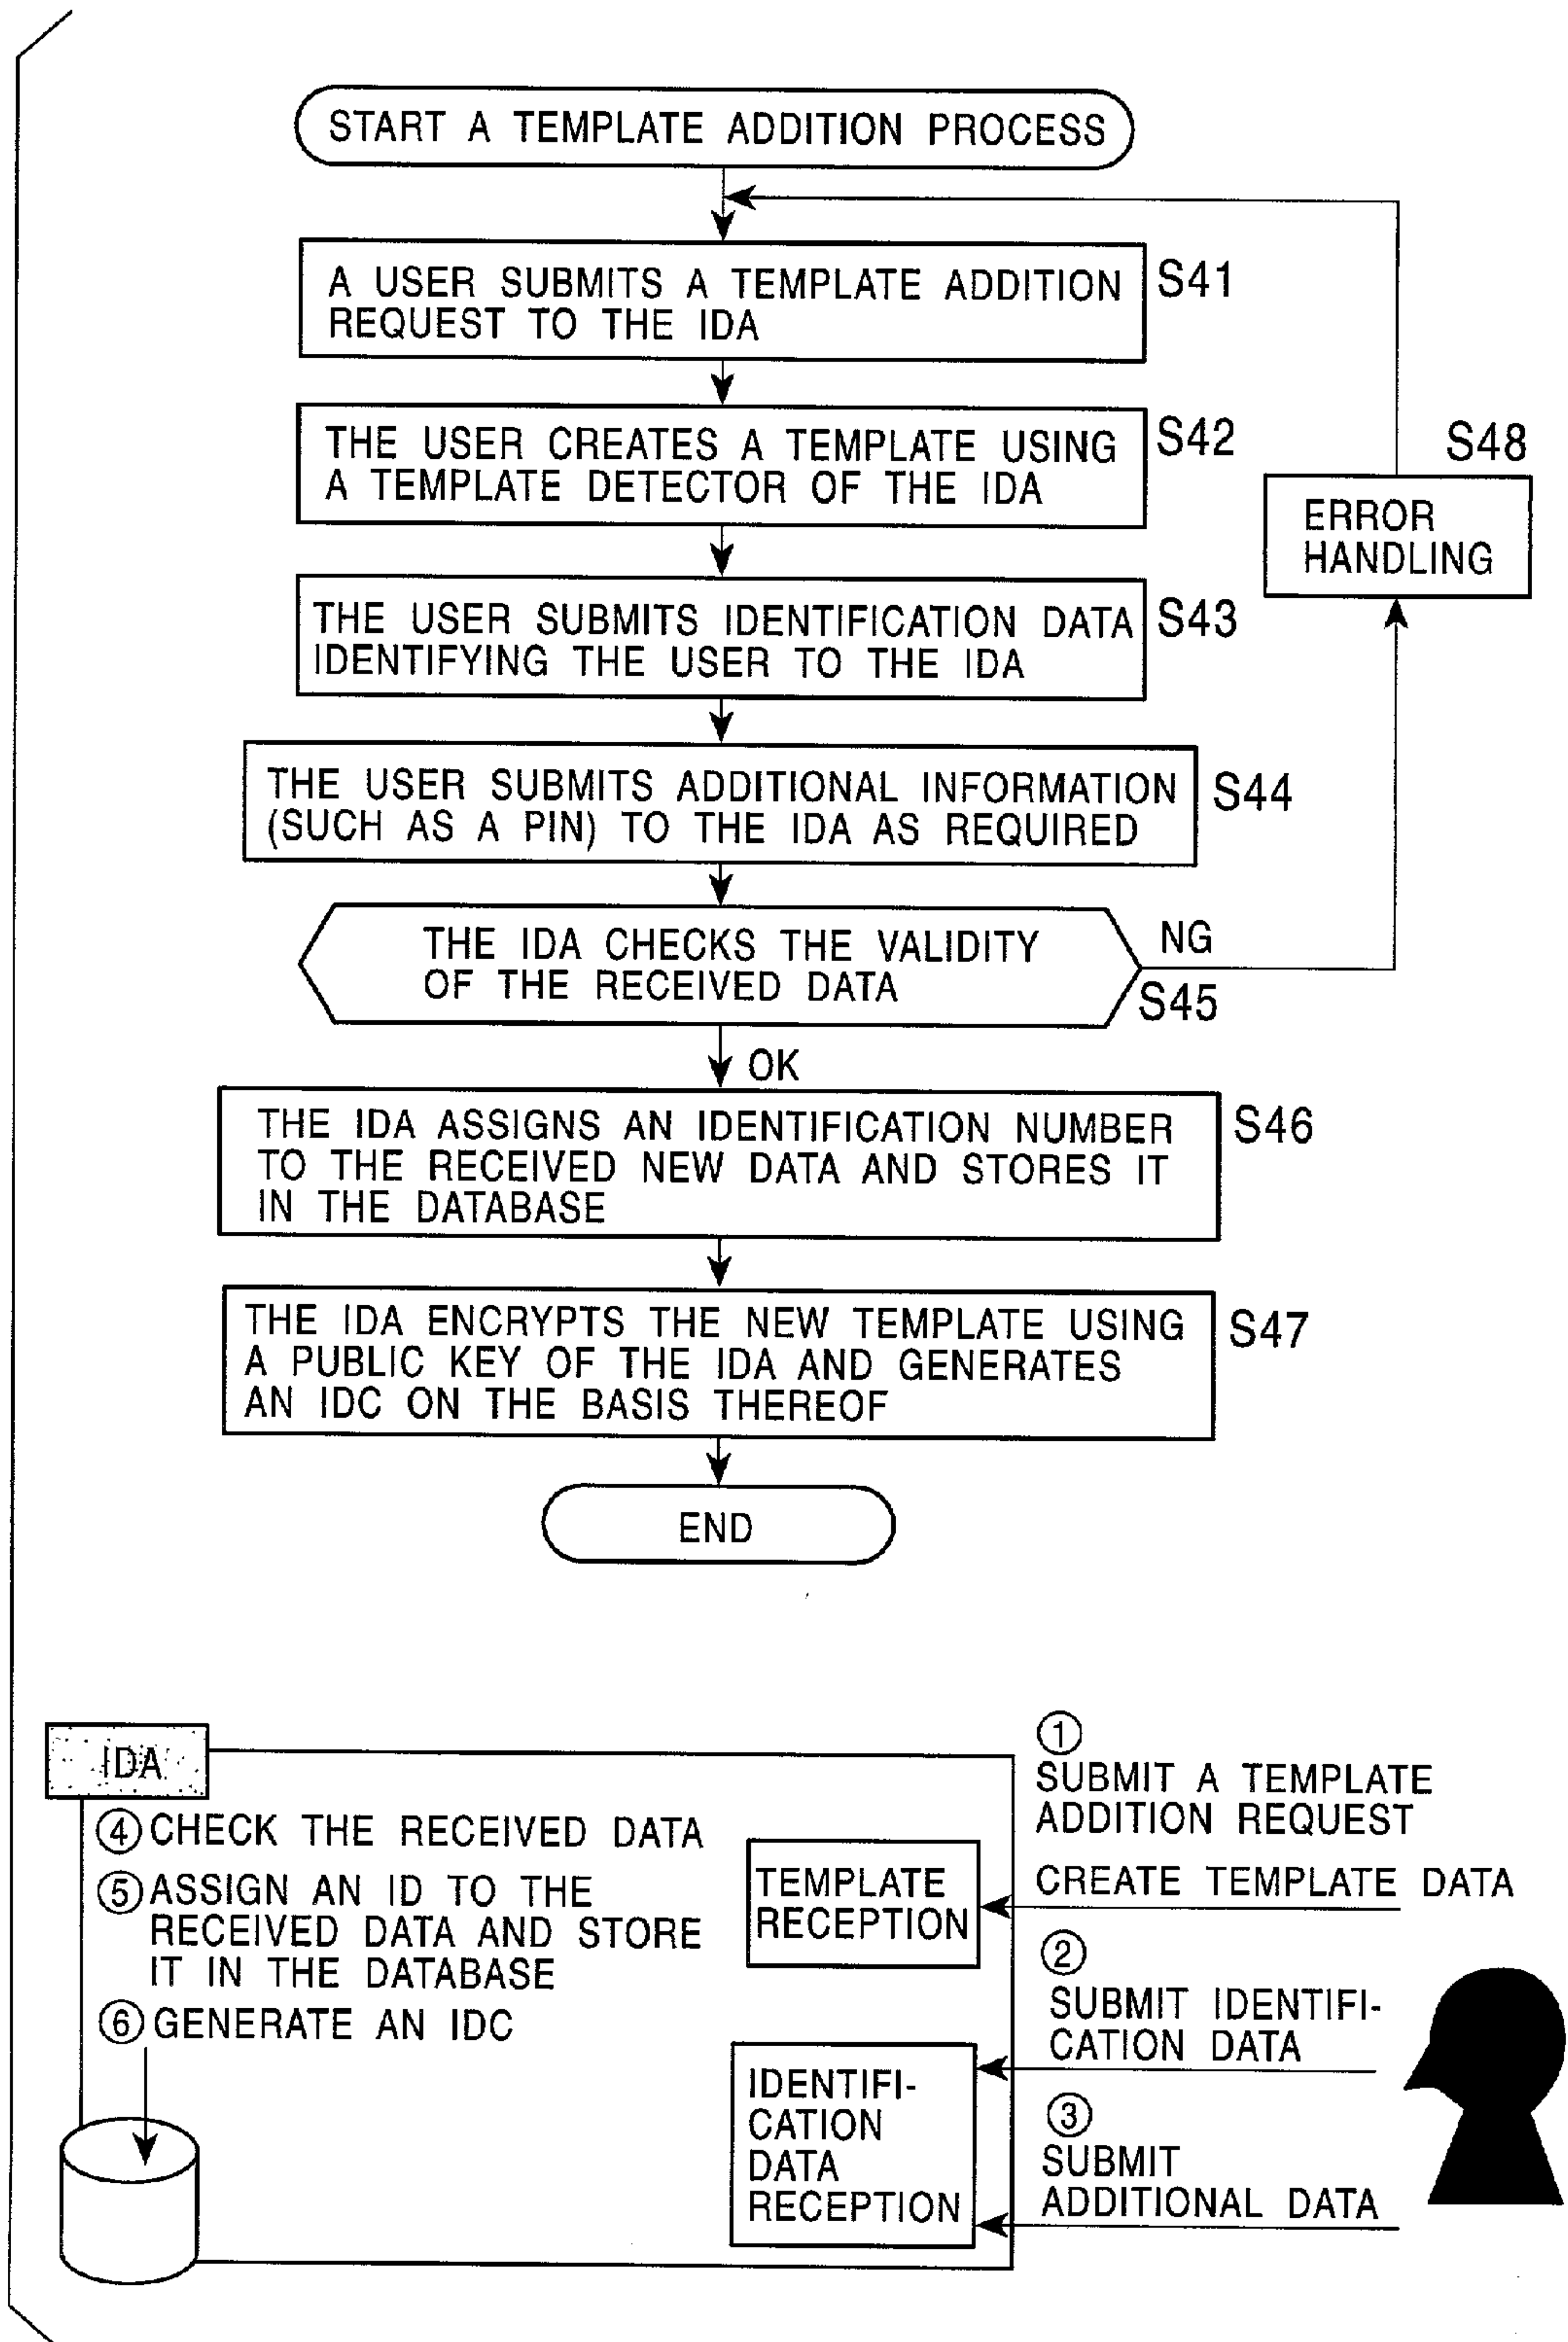 START A TEMPLATE ADDITION PROCESS
A USER SUBMITS A TEMPLATE ADDITION
REQUEST TO THE IDA
S41
THE USER CREATES A TEMPLATE USING
A TEMPLATE DETECTOR OF THE IDA
S42
S48
ERROR
HANDLING
THE USER SUBMITS IDENTIFICATION DATA
IDENTIFYING THE USER TO THE IDA
S43
THE USER SUBMITS ADDITIONAL INFORMATION
(SUCH AS A PIN) TO THE IDA AS REQUIRED
S44
THE IDA CHECKS THE VALIDITY
OF THE RECEIVED DATA
NG
S45
OK
THE IDA ASSIGNS AN IDENTIFICATION NUMBER
TO THE RECEIVED NEW DATA AND STORES IT
IN THE DATABASE
S46
THE IDA ENCRYPTS THE NEW TEMPLATE USING
A PUBLIC KEY OF THE IDA AND GENERATES
AN IDC ON THE BASIS THEREOF
S47
END
IDA
④ CHECK THE RECEIVED DATA
⑤ ASSIGN AN ID TO THE
RECEIVED DATA AND STORE
IT IN THE DATABASE
⑥ GENERATE AN IDC
TEMPLATE
RECEPTION
IDENTIFI-
CATION
DATA
RECEPTION
①
SUBMIT A TEMPLATE
ADDITION REQUEST
CREATE TEMPLATE DATA
②
SUBMIT IDENTIFI-
CATION DATA
③
SUBMIT
ADDITIONAL DATA